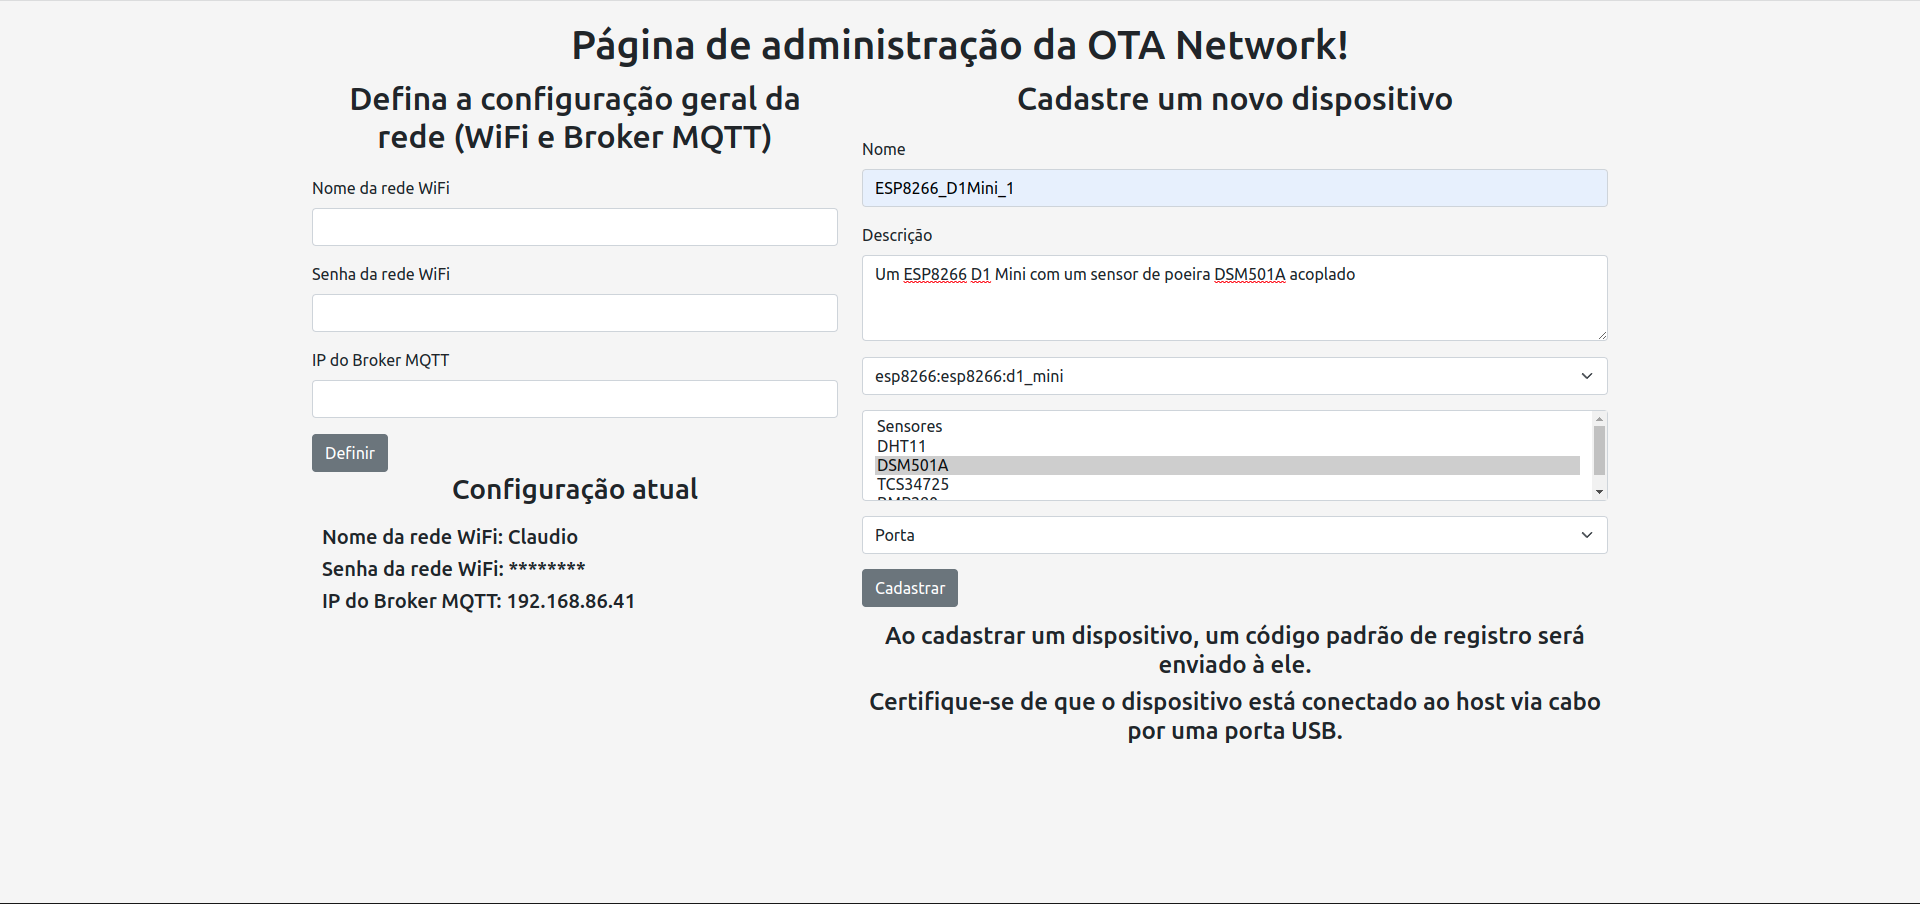 Página de administração da OTA Network!
Defina a configuração geral da
rede (WiFi e Broker MQTT)
Nome da rede WiFi
Senha da rede WiFi
IP do Broker MQTT
Definir
Configuração atual
Nome da rede WiFi: Claudio
Senha da rede WiFi: ********
IP do Broker MQTT: 192.168.86.41
Cadastre um novo dispositivo
Nome
ESP8266_D1Mini_1
Descrição
Um ESP8266 D1 Mini com um sensor de poeira DSM501A acoplado
esp8266:esp8266:d1_mini
Sensores
DHT11
DSM501A
TCS34725
Porta
Cadastrar
Ao cadastrar um dispositivo, um código padrão de registro será
enviado à ele.
Certifique-se de que o dispositivo está conectado ao host via cabo
por uma porta USB.